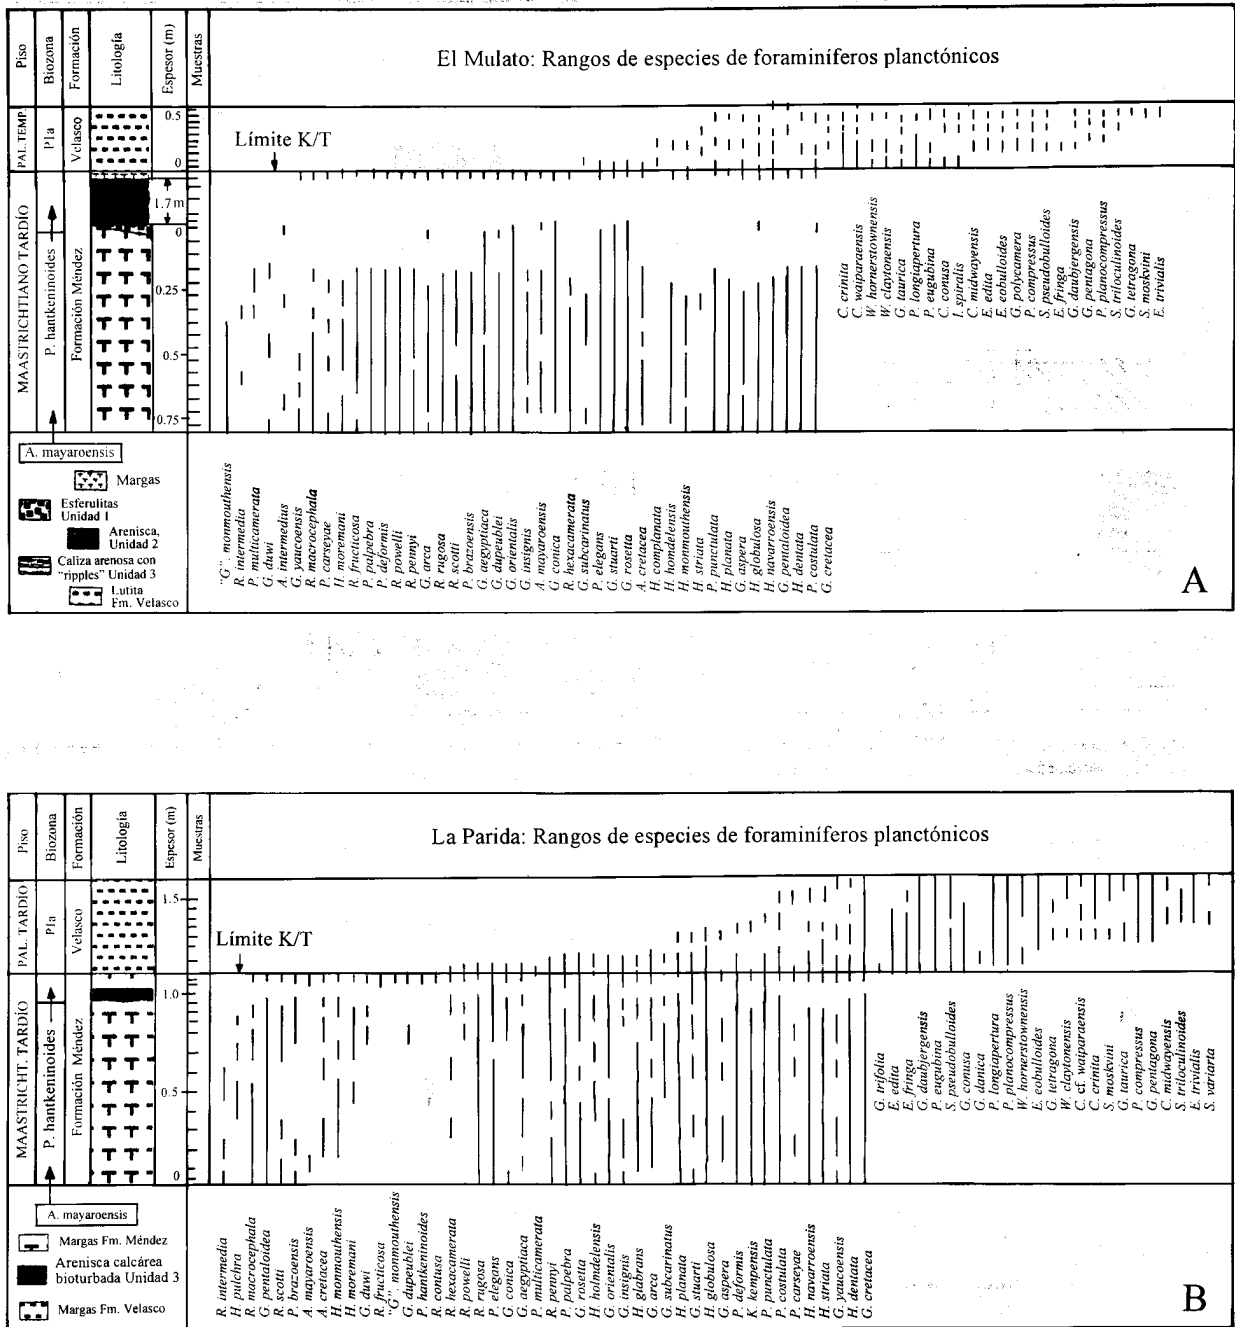 Piso
Biozona
Formación
Litología
Espesor (m)
Muestras
El Mulato: Rangos de especies de foraminíferos planctónicos
PAL. TEMP.
Pla
Velasco
0.5
0
Límite K/T
MAASTRICHTIANO TARDÍO
P. hantkeninoides
Formación Méndez
1.7 m
0
0.25
0.5
0.75
C. crinita
C. waiparaensis
W. hornerstownensis
W. claytonensis
G. taurica
P. longiapertura
P. eugubina
C. conusa
I. spiralis
C. midwayensis
E. edita
E. eobulloides
G. polycamera
P. compressus
S. pseudobulloides
E. fringa
G. daubjergensis
G. pentagona
P. planocompressus
S. triloculinoides
G. tetragona
S. moskvini
E. trivialis
A. mayaroensis
Margas
Esferulitas
Unidad 1
Arenisca,
Unidad 2
Caliza arenosa con
"ripples" Unidad 3
Lutita
Fm. Velasco
"G". monmouthensis
R. intermedia
P. multicamerata
G. duwi
A. intermedius
G. yaucoensis
R. macrocephala
P. carseyae
H. moremani
R. fructicosa
P. palpebra
P. deformis
R. powelli
R. pennyi
G. arca
R. rugosa
R. scotti
P. brazoensis
G. aegyptiaca
G. dupeublei
G. orientalis
G. insignis
A. mayaroensis
G. conica
R. hexacamerata
G. subcarinatus
P. elegans
G. stuarti
G. rosetta
A. cretacea
H. complanata
H. hondelensis
H. monmouthensis
H. striata
P. punctulata
H. planata
G. aspera
H. globulosa
H. navarroensis
G. pentaloidea
H. dentata
P. costulata
G. cretacea
A
Piso
Biozona
Formación
Litología
Espesor (m)
Muestras
La Parida: Rangos de especies de foraminíferos planctónicos
PAL. TARDÍO
Pla
Velasco
1.5
Límite K/T
MAASTRICHT. TARDÍO
P. hantkeninoides
Formación Méndez
1.0
0.5
0
G. trifolia
E. edita
E. fringa
G. daubjergensis
P. eugubina
S. pseudobulloides
G. conusa
G. danica
P. longiapertura
P. planocompressus
W. hornerstownensis
E. eobulloides
G. tetragona
W. claytonensis
C. cf. waiparaensis
C. crinita
S. moskvini
G. taurica
P. compressus
G. pentagona
C. midwayensis
S. triloculinoides
E. trivialis
S. variarta
A. mayaroensis
Margas Fm. Méndez
Arenisca calcárea
bioturbada Unidad 3
Margas Fm. Velasco
R. intermedia
H. pulchra
R. macrocephala
G. pentaloidea
R. scotti
P. brazoensis
A. mayaroensis
A. cretacea
H. monmouthensis
H. moremani
G. duwi
R. fructicosa
"G". monmouthensis
G. dupeublei
P. hantkeninoides
R. contusa
R. hexacamerata
R. powelli
R. rugosa
P. elegans
G. conica
G. aegyptiaca
P. multicamerata
R. pennyi
P. palpebra
G. rosetta
H. holmdelensis
G. orientalis
G. insignis
H. glabrans
G. arca
G. subcarinatus
H. planata
G. stuarti
H. globulosa
G. aspera
P. deformis
K. kempensis
P. punctulata
P. costulata
P. carseyae
H. navarroensis
H. striata
G. yaucoensis
H. dentata
G. cretacea
B